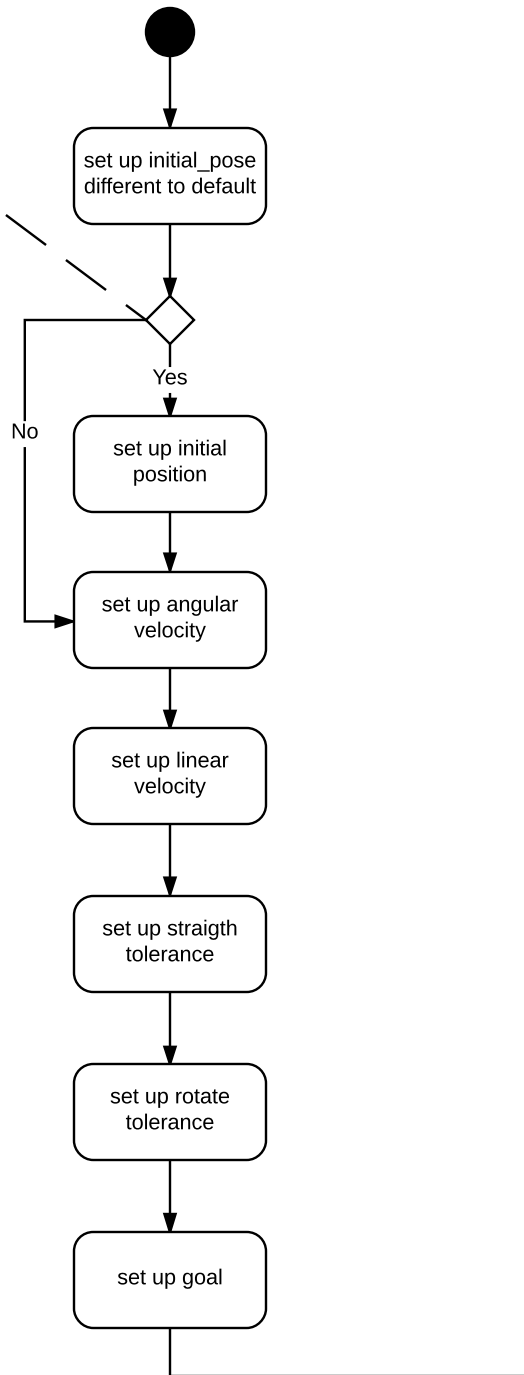 set up initial_pose
different to default
Yes
No
set up initial
position
set up angular
velocity
set up linear
velocity
set up straigth
tolerance
set up rotate
tolerance
set up goal